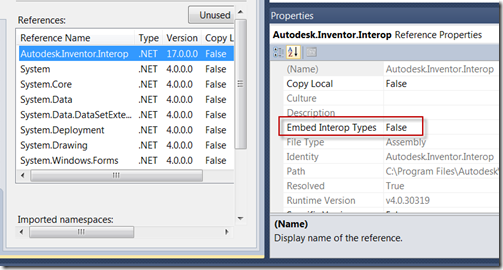 References:
Unused
Reference Name Type Version Copy L
Autodesk.Inventor.Interop .NET 17.0.0.0 False
System .NET 4.0.0.0 False
System.Core .NET 4.0.0.0 False
System.Data .NET 4.0.0.0 False
System.Data.DataSetExte... .NET 4.0.0.0 False
System.Deployment .NET 4.0.0.0 False
System.Drawing .NET 4.0.0.0 False
System.Windows.Forms .NET 4.0.0.0 False
Imported namespaces:
Properties
Autodesk.Inventor.Interop Reference Properties
(Name) Autodesk.Inventor.Interop
Copy Local False
Culture
Description
Embed Interop Types False
File Type Assembly
Identity Autodesk.Inventor.Interop
Path C:\Program Files\Autodesk\
Resolved True
Runtime Version v4.0.30319
(Name)
Display name of the reference.